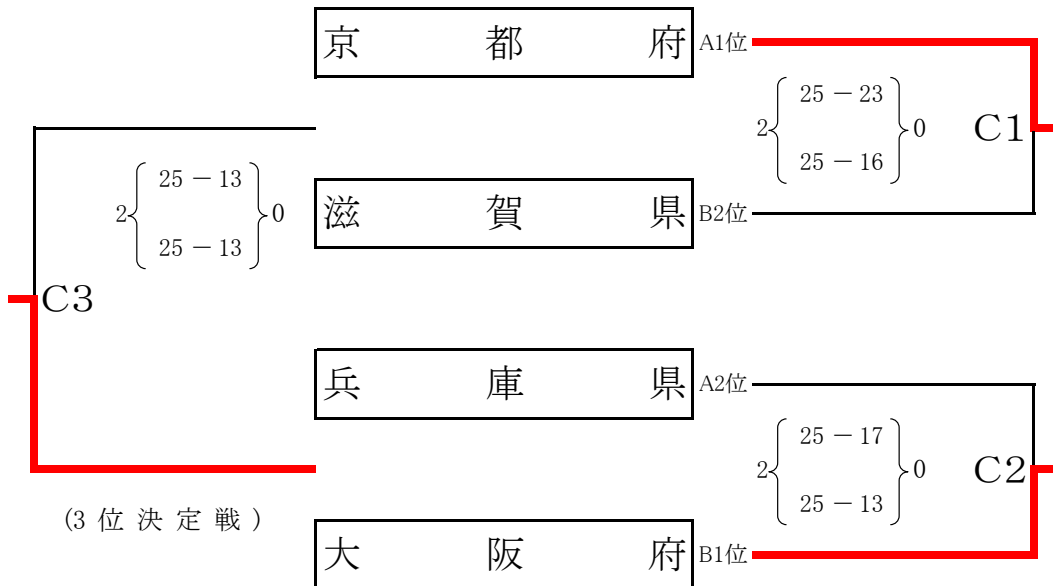 京都府 A1位
2 25－23 0 C1
25－16
2 25－13 0
25－13
滋賀県 B2位
C3
兵庫県 A2位
2 25－17 0 C2
25－13
(3位決定戦)
大阪府 B1位